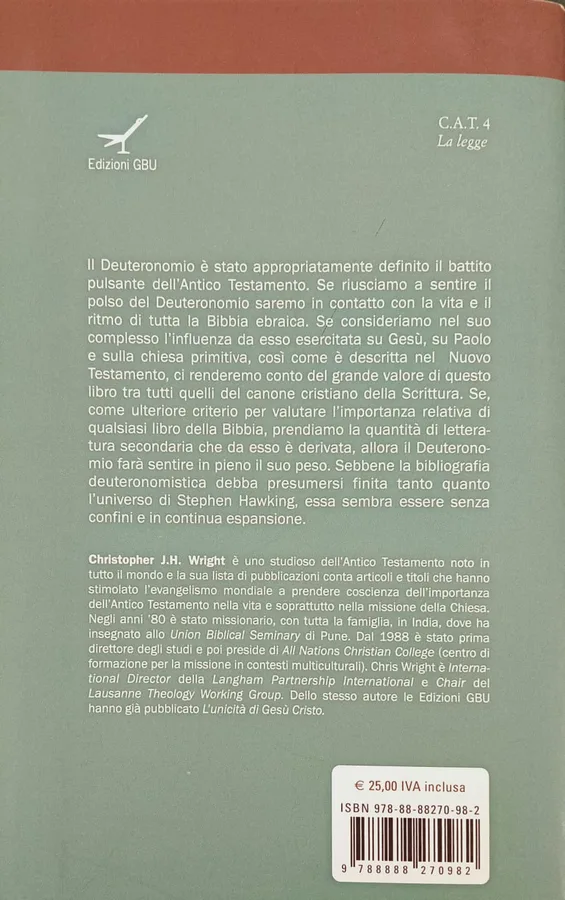 Edizioni GBU
C.A.T. 4
La legge
Il Deuteronomio è stato appropriatamente definito il battito
pulsante dell'Antico Testamento. Se riusciamo a sentire il
polso del Deuteronomio saremo in contatto con la vita e il
ritmo di tutta la Bibbia ebraica. Se consideriamo nel suo
complesso l'influenza da esso esercitata su Gesù, su Paolo
e sulla chiesa primitiva, così come è descritta nel Nuovo
Testamento, ci renderemo conto del grande valore di questo
libro tra tutti quelli del canone cristiano della Scrittura. Se,
come ulteriore criterio per valutare l'importanza relativa di
qualsiasi libro della Bibbia, prendiamo la quantità di lettera-
tura secondaria che da esso è derivata, allora il Deuterono-
mio farà sentire in pieno il suo peso. Sebbene la bibliografia
deuteronomistica debba presumersi finita tanto quanto
l'universo di Stephen Hawking, essa sembra essere senza
confini e in continua espansione.
Christopher J.H. Wright è uno studioso dell'Antico Testamento noto in
tutto il mondo e la sua lista di pubblicazioni conta articoli e titoli che hanno
stimolato l'evangelismo mondiale a prendere coscienza dell'importanza
dell'Antico Testamento nella vita e soprattutto nella missione della Chiesa.
Negli anni '80 è stato missionario, con tutta la famiglia, in India, dove ha
insegnato allo Union Biblical Seminary di Pune. Dal 1988 è stato prima
direttore degli studi e poi preside di All Nations Christian College (centro di
formazione per la missione in contesti multiculturali). Chris Wright è Interna-
tional Director della Langham Partnership International e Chair del
Lausanne Theology Working Group. Dello stesso autore le Edizioni GBU
hanno già pubblicato L'unicità di Gesù Cristo.
€ 25,00 IVA inclusa
ISBN 978-88-88270-98-2
9 788888 270982